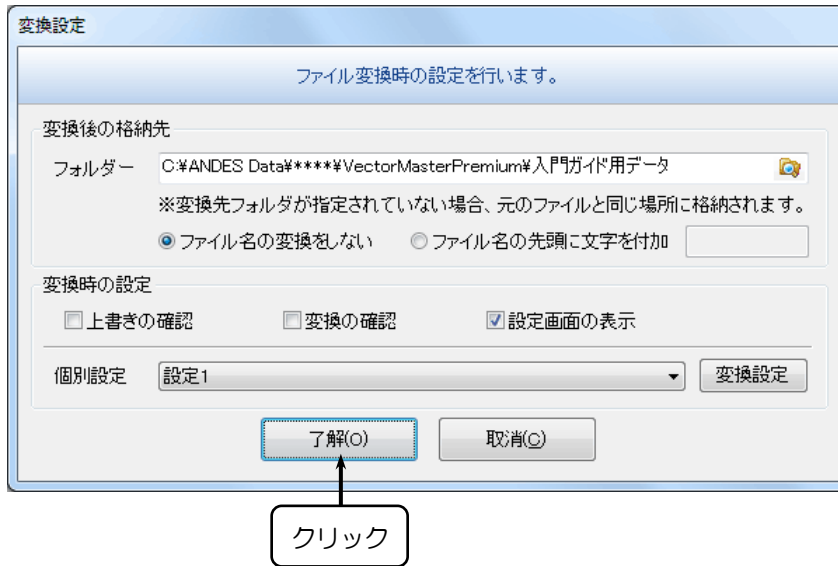 変換設定
ファイル変換時の設定を行います。
変換後の格納先
フォルダー C:¥ANDES Data¥****¥VectorMasterPremium¥入門ガイド用データ
※変換先フォルダが指定されていない場合、元のファイルと同じ場所に格納されます。
ファイル名の変換をしない ファイル名の先頭に文字を付加
変換時の設定
上書きの確認 変換の確認 設定画面の表示
個別設定 設定1 変換設定
了解(O) 取消(C)
クリック